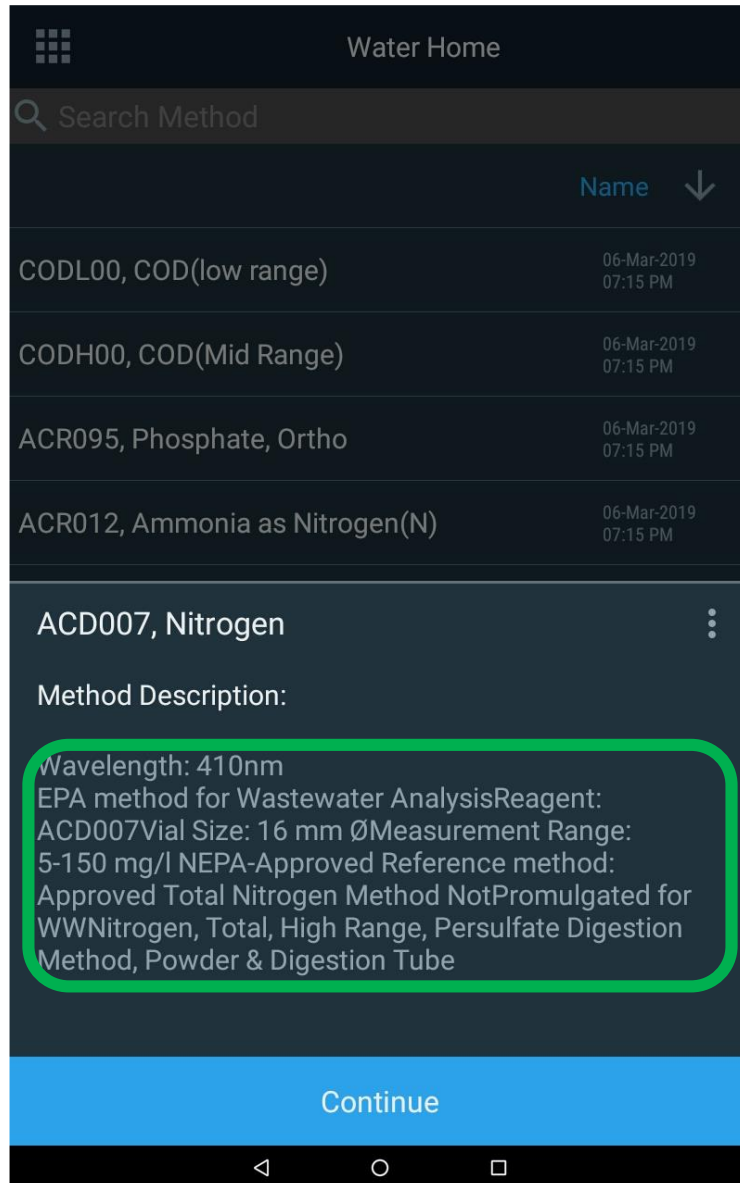 Water Home
Search Method
Name
CODL00, COD(low range)
06-Mar-2019
07:15 PM
CODH00, COD(Mid Range)
06-Mar-2019
07:15 PM
ACR095, Phosphate, Ortho
06-Mar-2019
07:15 PM
ACR012, Ammonia as Nitrogen(N)
06-Mar-2019
07:15 PM
ACD007, Nitrogen
Method Description:
Wavelength: 410nm
EPA method for Wastewater AnalysisReagent:
ACD007Vial Size: 16 mm ØMeasurement Range:
5-150 mg/l NEPA-Approved Reference method:
Approved Total Nitrogen Method NotPromulgated for
WWNitrogen, Total, High Range, Persulfate Digestion
Method, Powder & Digestion Tube
Continue